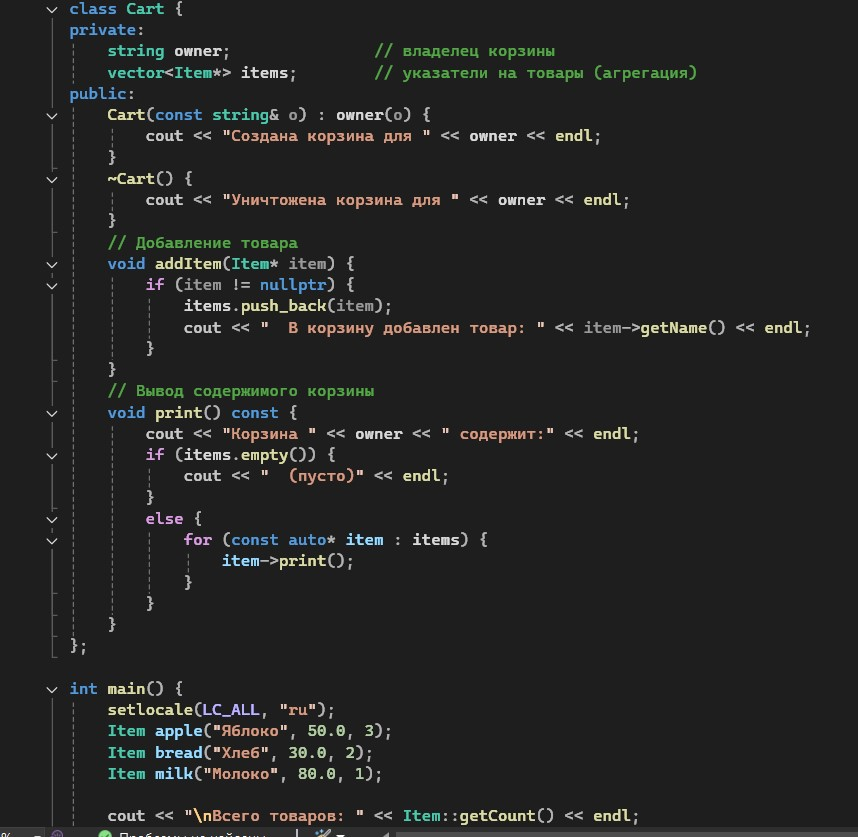 class Cart {
private:
    string owner;               // владелец корзины
    vector<Item*> items;        // указатели на товары (агрегация)
public:
    Cart(const string& o) : owner(o) {
        cout << "Создана корзина для " << owner << endl;
    }
    ~Cart() {
        cout << "Уничтожена корзина для " << owner << endl;
    }
    // Добавление товара
    void addItem(Item* item) {
        if (item != nullptr) {
            items.push_back(item);
            cout << "  В корзину добавлен товар: " << item->getName() << endl;
        }
    }
    // Вывод содержимого корзины
    void print() const {
        cout << "Корзина " << owner << " содержит:" << endl;
        if (items.empty()) {
            cout << "  (пусто)" << endl;
        }
        else {
            for (const auto* item : items) {
                item->print();
            }
        }
    }
};

int main() {
    setlocale(LC_ALL, "ru");
    Item apple("Яблоко", 50.0, 3);
    Item bread("Хлеб", 30.0, 2);
    Item milk("Молоко", 80.0, 1);

    cout << "\nВсего товаров: " << Item::getCount() << endl;